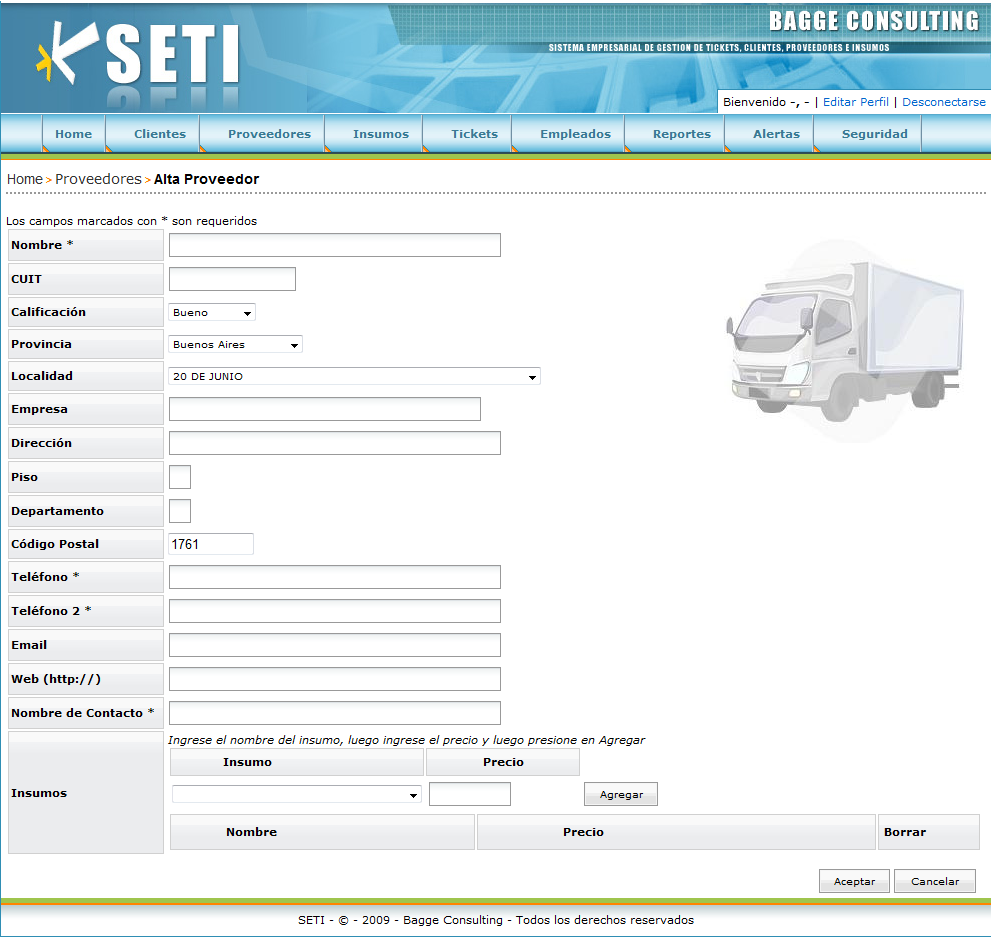 SETI
BAGGE CONSULTING
SISTEMA EMPRESARIAL DE GESTION DE TICKETS, CLIENTES, PROVEEDORES E INSUMOS
Bienvenido -, - | Editar Perfil | Desconectarse
Home Clientes Proveedores Insumos Tickets Empleados Reportes Alertas Seguridad
Home > Proveedores > Alta Proveedor
Los campos marcados con * son requeridos
Nombre *
CUIT
Calificación Bueno
Provincia Buenos Aires
Localidad 20 DE JUNIO
Empresa
Dirección
Piso
Departamento
Código Postal 1761
Teléfono *
Teléfono 2 *
Email
Web (http://)
Nombre de Contacto *
Ingrese el nombre del insumo, luego ingrese el precio y luego presione en Agregar
Insumo Precio
Insumos Agregar
Nombre Precio Borrar
Aceptar Cancelar
SETI - © - 2009 - Bagge Consulting - Todos los derechos reservados